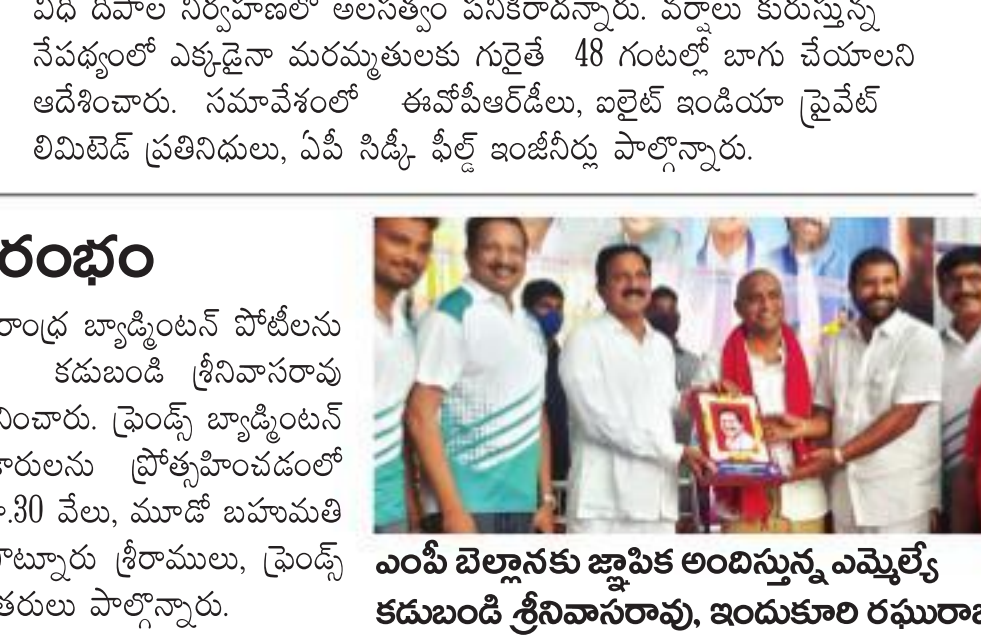 వీధి దీపాల నిర్వహణలో అలసత్వం పనికిరాదన్నారు. వర్షాలు కురుస్తున్న
నేపథ్యంలో ఎక్కడైనా మరమ్మతులకు గురైతే 48 గంటల్లో బాగు చేయాలని
ఆదేశించారు. సమావేశంలో ఈవోపీఆర్‌డీలు, ఐలైట్ ఇండియా ప్రైవేట్
లిమిటెడ్ ప్రతినిధులు, ఏపీ సిడ్కీ ఫీల్డ్ ఇంజీనీర్లు పాల్గొన్నారు.
రంభం
రాంధ్ర బ్యాడ్మింటన్ పోటీలను
కడుబండి శ్రీనివాసరావు
నించారు. ఫ్రెండ్స్ బ్యాడ్మింటన్
కారులను ప్రోత్సహించడంలో
.30 వేలు, మూడో బహుమతి
శ్రీరాములు, ఫ్రెండ్స్
తరులు పాల్గొన్నారు.
ఎంపీ బెల్లానకు జ్ఞాపిక అందిస్తున్న ఎమ్మెల్యే
కడుబండి శ్రీనివాసరావు, ఇందుకూరి రఘురా